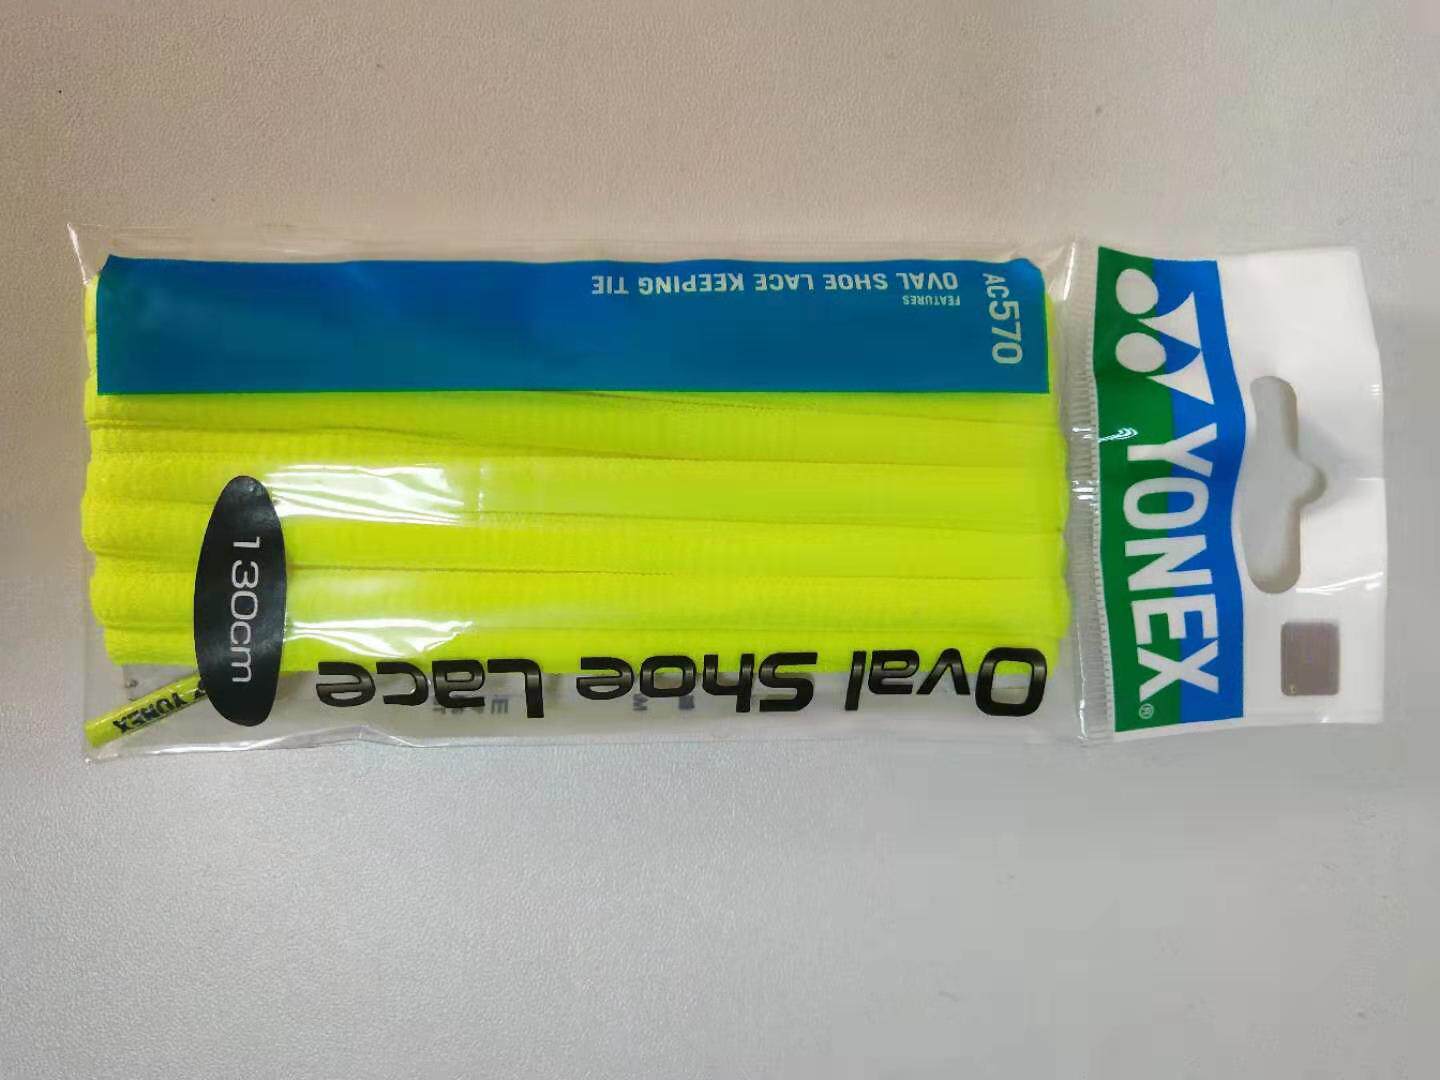 YONEX®
AC570
FEATURES
OVAL SHOE LACE KEEPING TIE
Oval Shoe Lace
130cm
YONEX